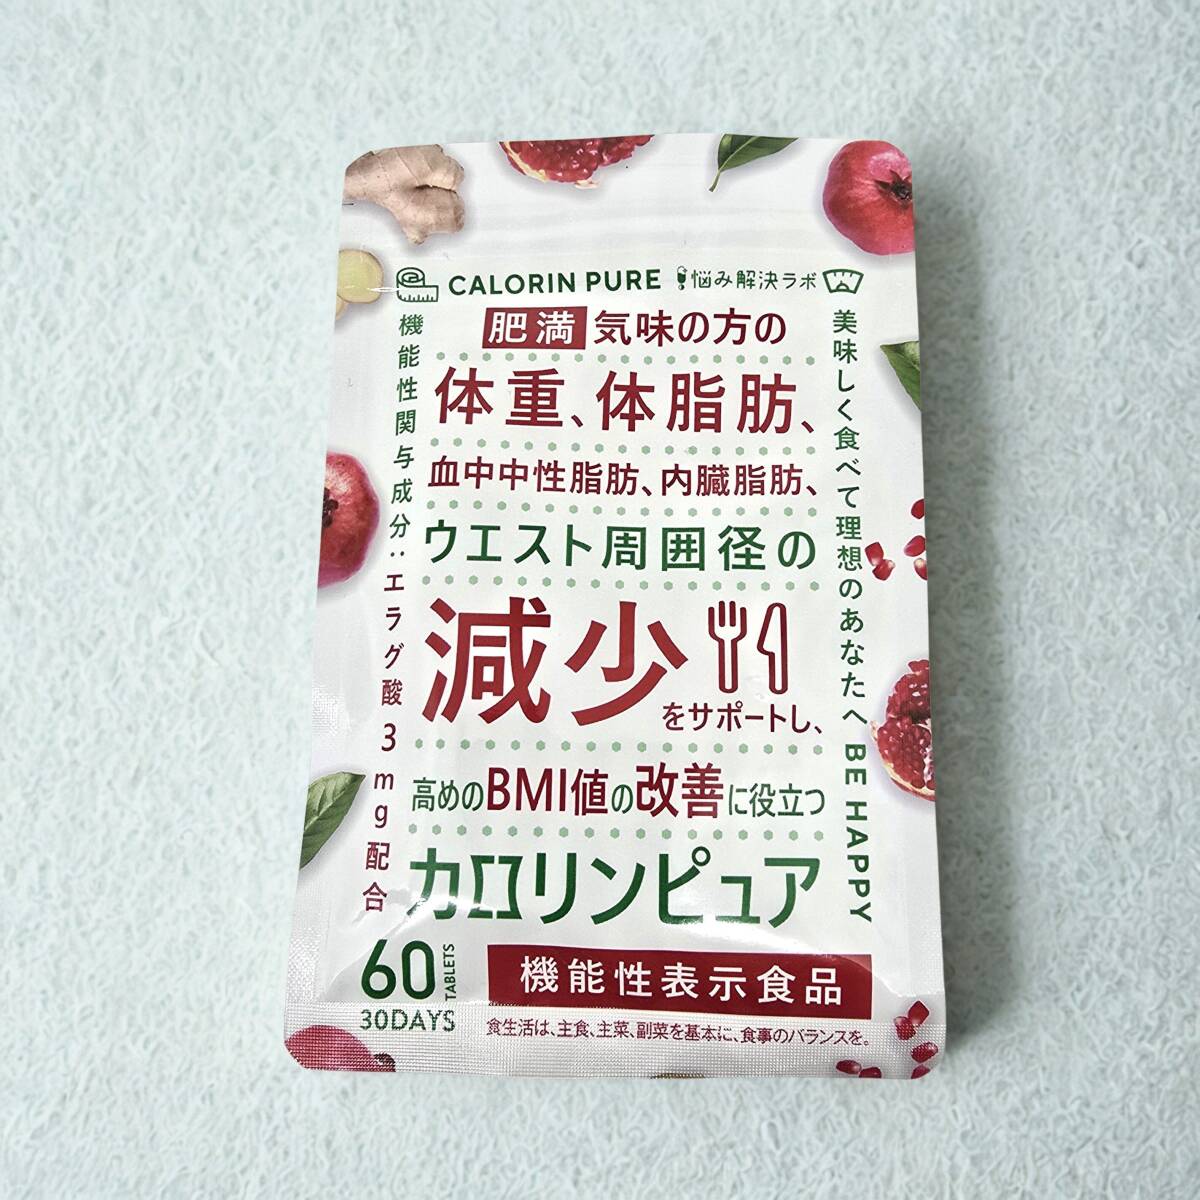 CALORIN PURE 悩み解決ラボ
肥満気味の方の
体重、体脂肪、
血中中性脂肪、内臓脂肪、
ウエスト周囲径の
減少
をサポートし、
高めのBMI値の改善に役立つ
カロリンピュア
機能性関与成分:エラグ酸3mg配合
美味しく食べて理想のあなたへ BE HAPPY
60 TABLETS
30DAYS
機能性表示食品
食生活は、主食、主菜、副菜を基本に、食事のバランスを。